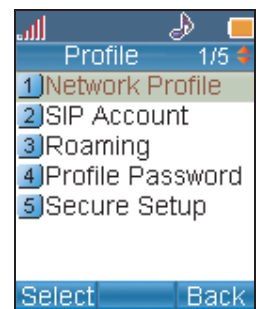 Profile 1/5
1 Network Profile
2 SIP Account
3 Roaming
4 Profile Password
5 Secure Setup
Select Back